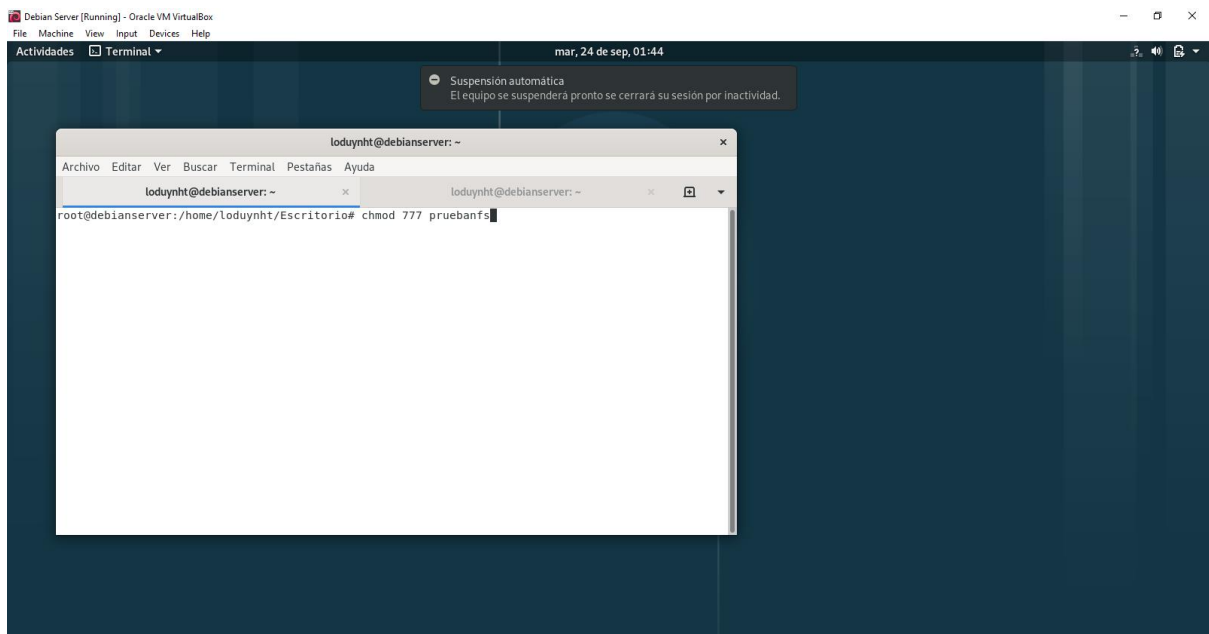 Debian Server [Running] - Oracle VM VirtualBox
File Machine View Input Devices Help
Actividades Terminal mar, 24 de sep, 01:44
Suspensión automática
El equipo se suspenderá pronto se cerrará su sesión por inactividad.
loduynht@debianserver: ~
Archivo Editar Ver Buscar Terminal Pestañas Ayuda
loduynht@debianserver: ~ loduynht@debianserver: ~
root@debianserver:/home/loduynht/Escritorio# chmod 777 pruebanfs